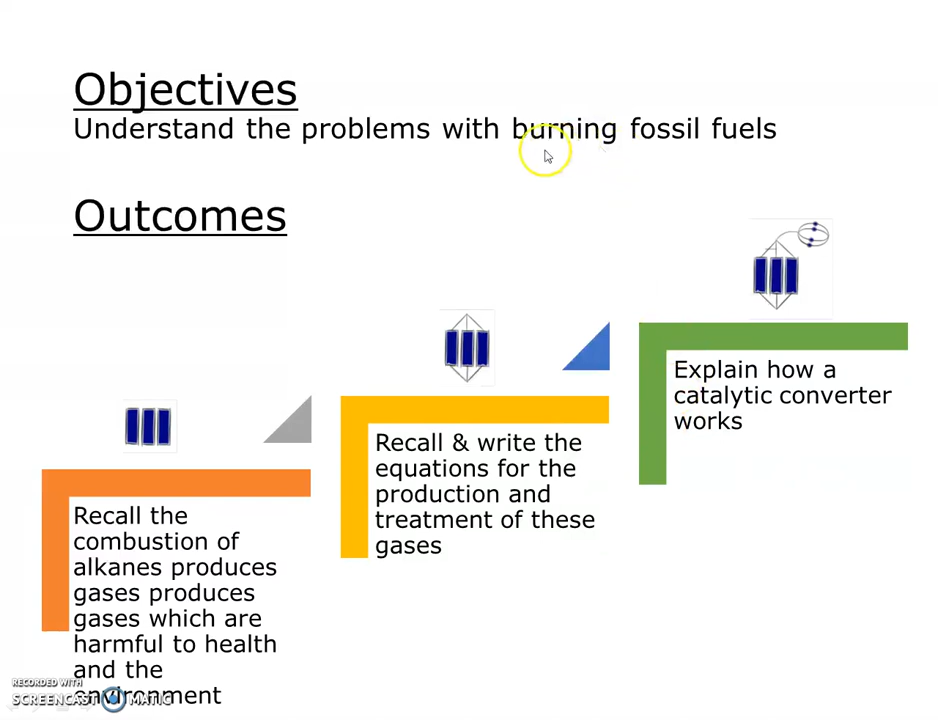 Objectives
Understand the problems with burning fossil fuels
Outcomes
Recall the
combustion of
alkanes produces
gases produces
gases which are
harmful to health
and the
environment
Recall & write the
equations for the
production and
treatment of these
gases
Explain how a
catalytic converter
works
RECORDED WITH
SCREENCAST MATIC